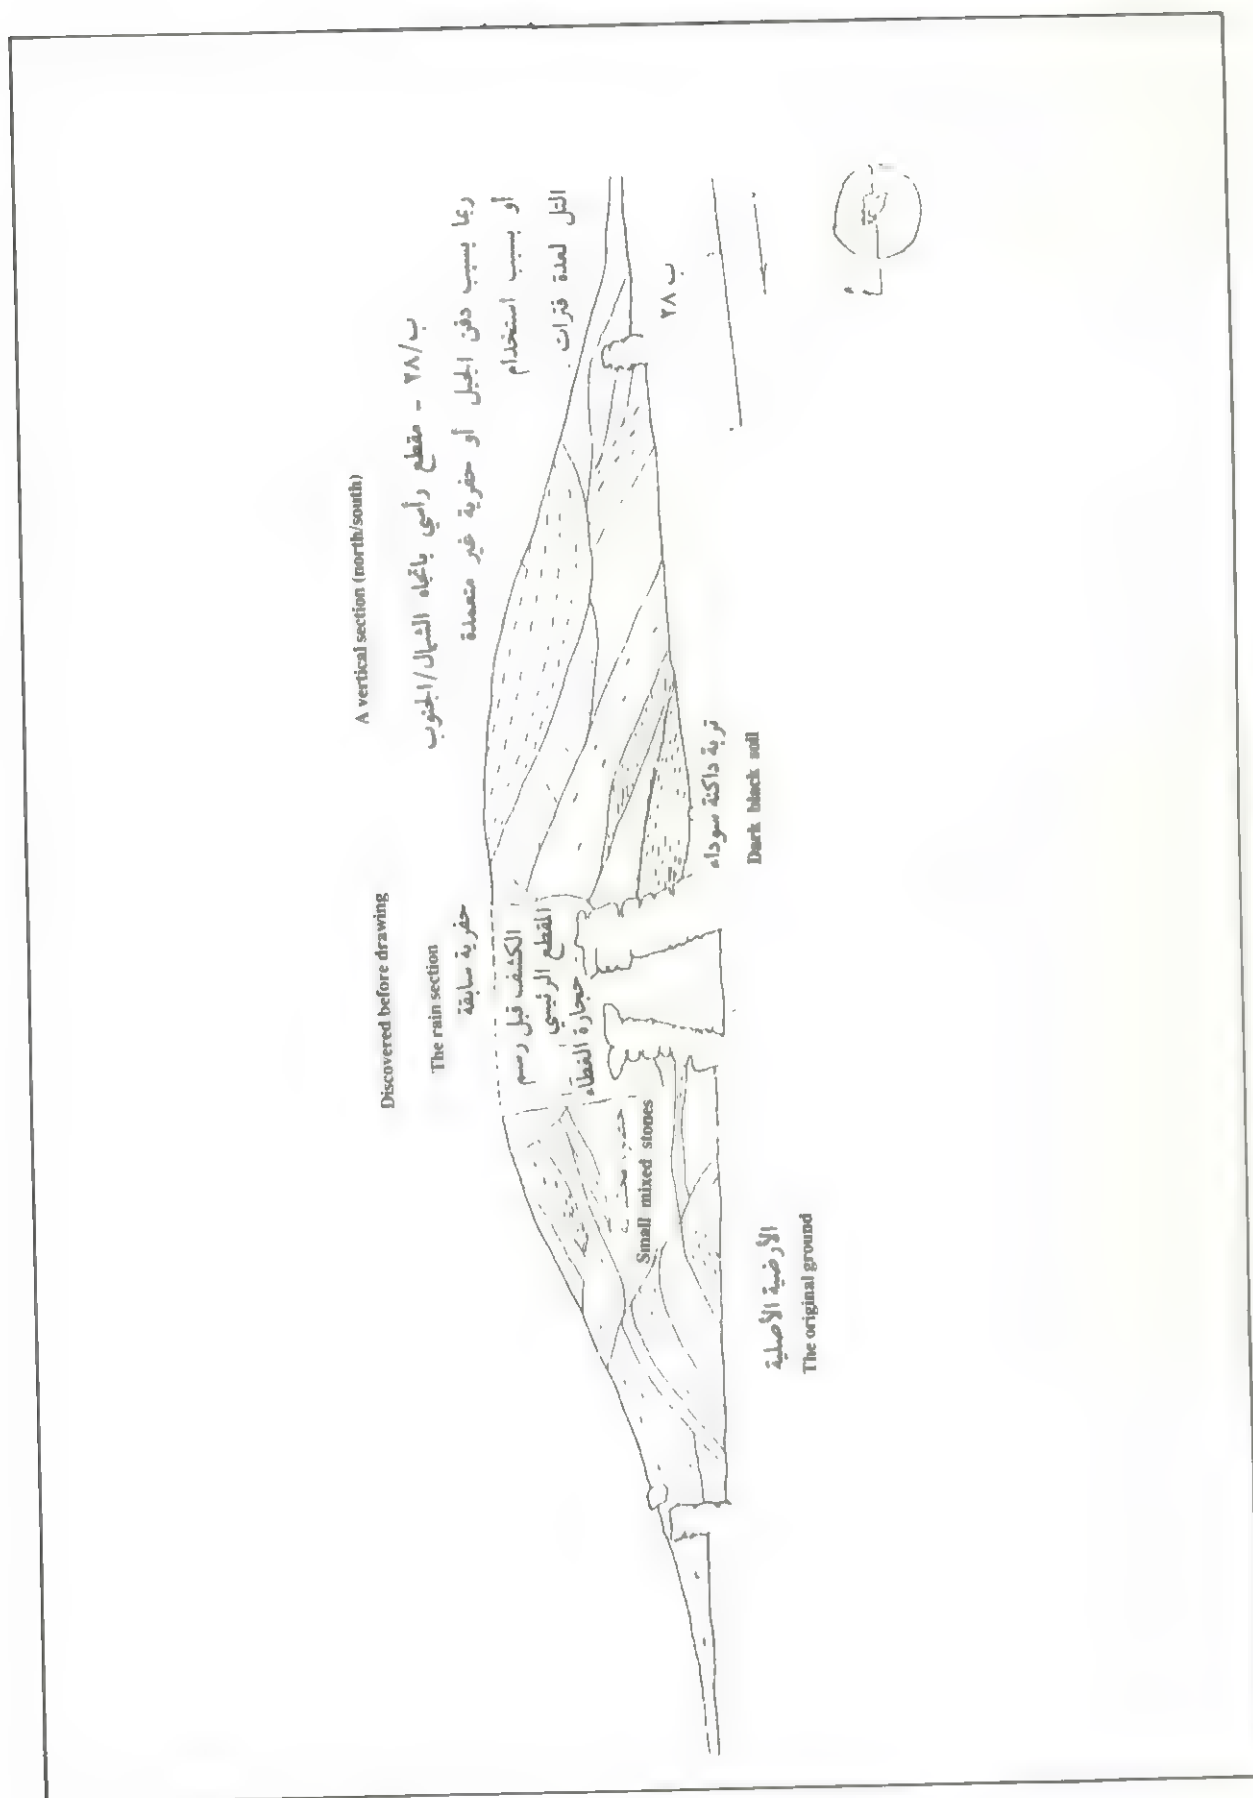 A vertical section (north/south)
ب/٢٨ - مقطع رأسي باتجاه الشمال/الجنوب
ربما بسبب دفن الجبل أو حفرية غير متعمدة
أو بسبب استخدام
التل لعدة فترات
Discovered before drawing
The rain section
حفرية سابقة
الكشف قبل رسم
المقطع الرئيسي
حجارة الغطاء
Small mixed stones
ب ٢٨
تربة داكنة سوداء
Dark black soil
الأرضية الأصلية
The original ground